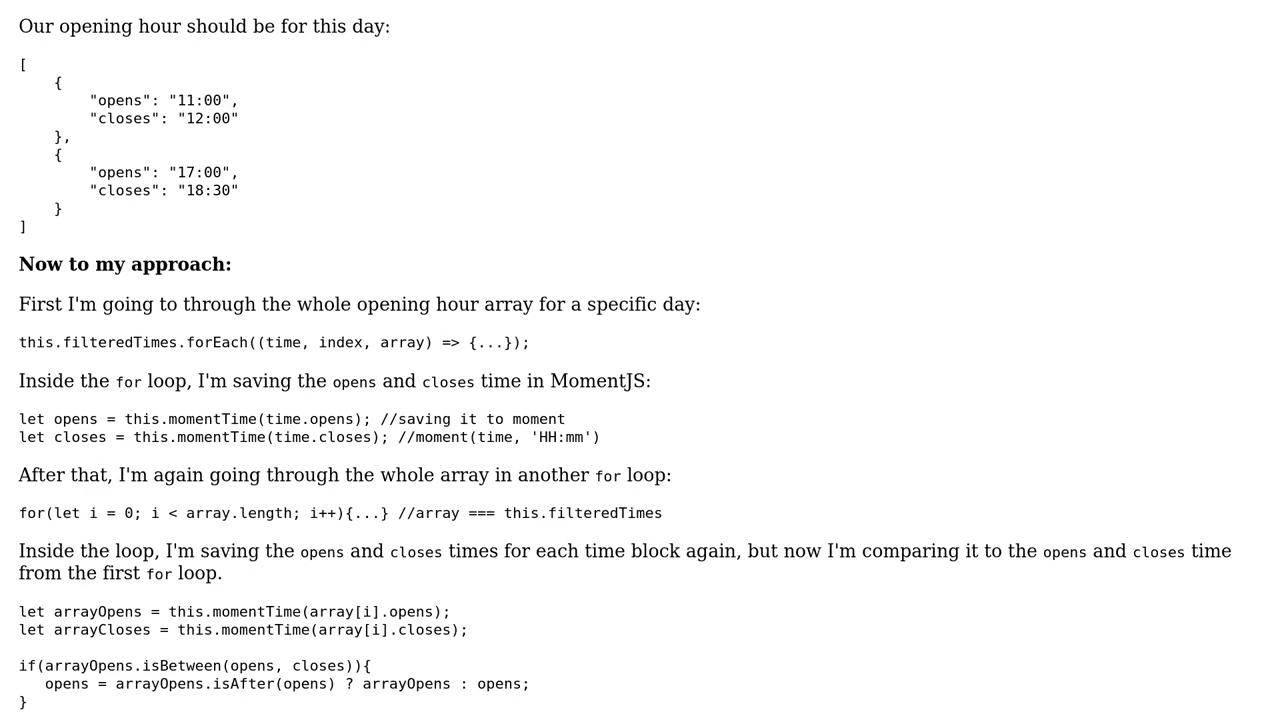 Our opening hour should be for this day:
[
    {
        "opens": "11:00",
        "closes": "12:00"
    },
    {
        "opens": "17:00",
        "closes": "18:30"
    }
]
Now to my approach:
First I'm going to through the whole opening hour array for a specific day:
this.filteredTimes.forEach((time, index, array) => {...});
Inside the for loop, I'm saving the opens and closes time in MomentJS:
let opens = this.momentTime(time.opens); //saving it to moment
let closes = this.momentTime(time.closes); //moment(time, 'HH:mm')
After that, I'm again going through the whole array in another for loop:
for(let i = 0; i < array.length; i++){...} //array === this.filteredTimes
Inside the loop, I'm saving the opens and closes times for each time block again, but now I'm comparing it to the opens and closes time
from the first for loop.
let arrayOpens = this.momentTime(array[i].opens);
let arrayCloses = this.momentTime(array[i].closes);
if(arrayOpens.isBetween(opens, closes)){
   opens = arrayOpens.isAfter(opens) ? arrayOpens : opens;
}